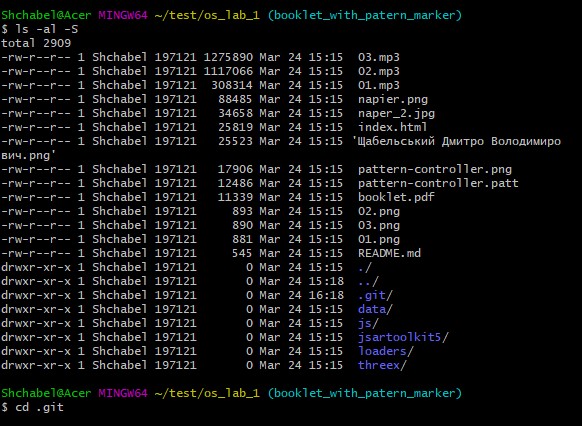 Shchabel@Acer MINGW64 ~/test/os_lab_1 (booklet_with_patern_marker)
$ ls -al -S
total 2909
-rw-r--r-- 1 Shchabel 197121 1275890 Mar 24 15:15  03.mp3
-rw-r--r-- 1 Shchabel 197121 1117066 Mar 24 15:15  02.mp3
-rw-r--r-- 1 Shchabel 197121  308314 Mar 24 15:15  01.mp3
-rw-r--r-- 1 Shchabel 197121   88485 Mar 24 15:15  napier.png
-rw-r--r-- 1 Shchabel 197121   34658 Mar 24 15:15  naper_2.jpg
-rw-r--r-- 1 Shchabel 197121   25819 Mar 24 15:15  index.html
-rw-r--r-- 1 Shchabel 197121   25523 Mar 24 15:15 'Щабельський Дмитро Володимиро
вич.png'
-rw-r--r-- 1 Shchabel 197121   17906 Mar 24 15:15  pattern-controller.png
-rw-r--r-- 1 Shchabel 197121   12486 Mar 24 15:15  pattern-controller.patt
-rw-r--r-- 1 Shchabel 197121   11339 Mar 24 15:15  booklet.pdf
-rw-r--r-- 1 Shchabel 197121     893 Mar 24 15:15  02.png
-rw-r--r-- 1 Shchabel 197121     890 Mar 24 15:15  03.png
-rw-r--r-- 1 Shchabel 197121     881 Mar 24 15:15  01.png
-rw-r--r-- 1 Shchabel 197121     545 Mar 24 15:15  README.md
drwxr-xr-x 1 Shchabel 197121       0 Mar 24 15:15  ./
drwxr-xr-x 1 Shchabel 197121       0 Mar 24 15:18  ../
drwxr-xr-x 1 Shchabel 197121       0 Mar 24 16:18  .git/
drwxr-xr-x 1 Shchabel 197121       0 Mar 24 15:15  data/
drwxr-xr-x 1 Shchabel 197121       0 Mar 24 15:15  js/
drwxr-xr-x 1 Shchabel 197121       0 Mar 24 15:15  jsartoolkit5/
drwxr-xr-x 1 Shchabel 197121       0 Mar 24 15:15  loaders/
drwxr-xr-x 1 Shchabel 197121       0 Mar 24 15:15  threex/
Shchabel@Acer MINGW64 ~/test/os_lab_1 (booklet_with_patern_marker)
$ cd .git